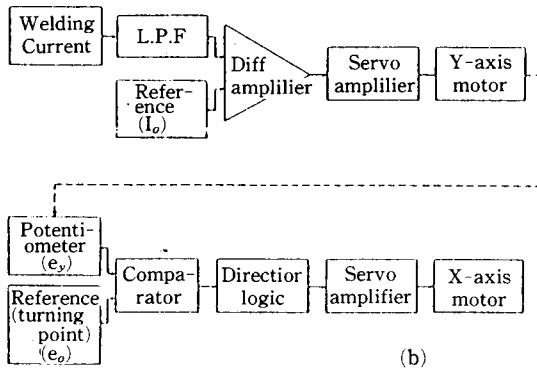 Welding
Current
L.P.F
Refer-
ence
(I₀)
Diff
amplilier
Servo
amplilier
Y-axis
motor
Potenti-
ometer
(e_y)
Reference
(turning
point)
(e₀)
Compa-
rator
Directior
logic
Servo
amplifier
X-axis
motor
(b)